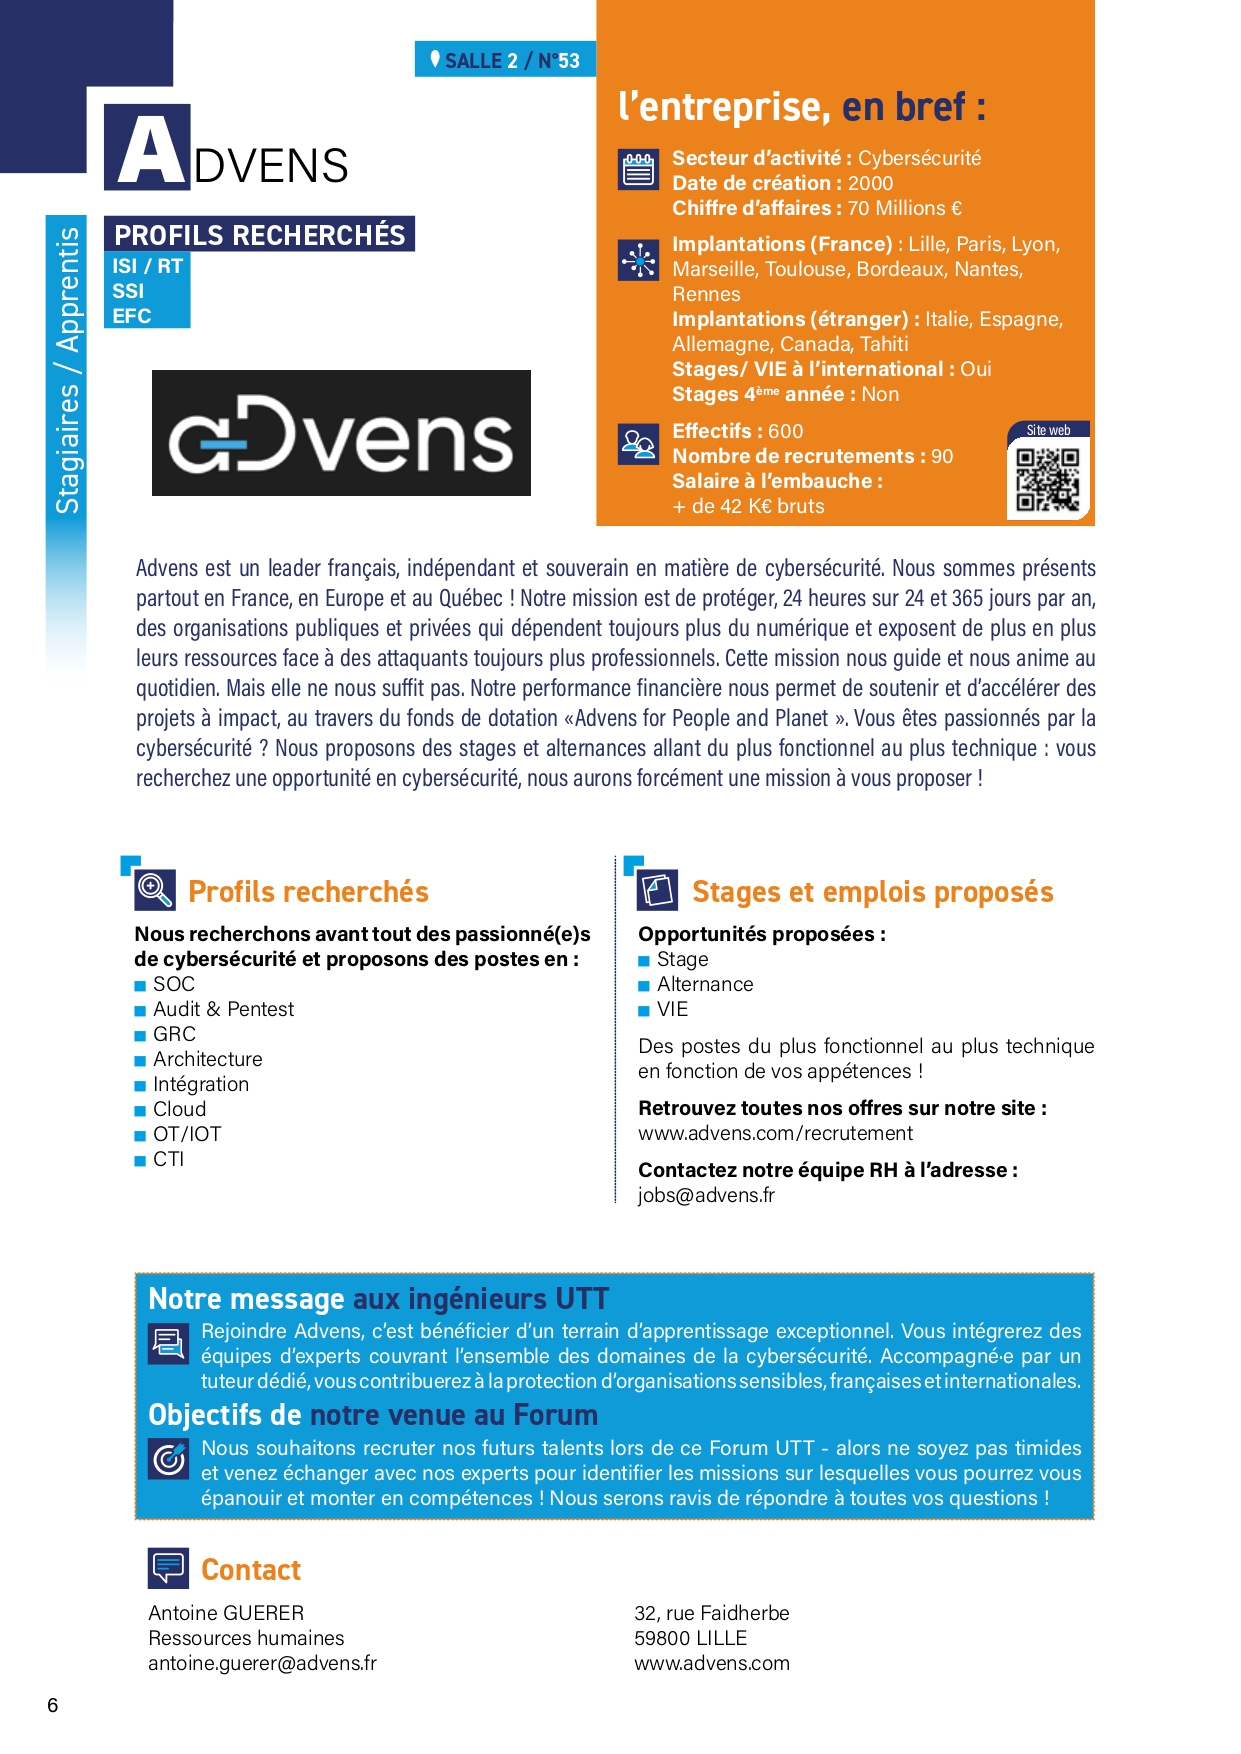 SALLE 2 / N°53
ADVENS
PROFILS RECHERCHÉS
ISI / RT
SSI
EFC
Stagiaires / Apprentis
aDvens
l'entreprise, en bref :
Secteur d'activité : Cybersécurité
Date de création : 2000
Chiffre d'affaires : 70 Millions €
Implantations (France) : Lille, Paris, Lyon,
Marseille, Toulouse, Bordeaux, Nantes,
Rennes
Implantations (étranger) : Italie, Espagne,
Allemagne, Canada, Tahiti
Stages/ VIE à l'international : Oui
Stages 4ème année : Non
Effectifs : 600
Nombre de recrutements : 90
Salaire à l'embauche :
+ de 42 K€ bruts
Site web
Advens est un leader français, indépendant et souverain en matière de cybersécurité. Nous sommes présents
partout en France, en Europe et au Québec ! Notre mission est de protéger, 24 heures sur 24 et 365 jours par an,
des organisations publiques et privées qui dépendent toujours plus du numérique et exposent de plus en plus
leurs ressources face à des attaquants toujours plus professionnels. Cette mission nous guide et nous anime au
quotidien. Mais elle ne nous suffit pas. Notre performance financière nous permet de soutenir et d'accélérer des
projets à impact, au travers du fonds de dotation «Advens for People and Planet ». Vous êtes passionnés par la
cybersécurité ? Nous proposons des stages et alternances allant du plus fonctionnel au plus technique : vous
recherchez une opportunité en cybersécurité, nous aurons forcément une mission à vous proposer !
Profils recherchés
Nous recherchons avant tout des passionné(e)s
de cybersécurité et proposons des postes en :
SOC
Audit & Pentest
GRC
Architecture
Intégration
Cloud
OT/IOT
CTI
Stages et emplois proposés
Opportunités proposées :
Stage
Alternance
VIE
Des postes du plus fonctionnel au plus technique
en fonction de vos appétences !
Retrouvez toutes nos offres sur notre site :
www.advens.com/recrutement
Contactez notre équipe RH à l'adresse :
jobs@advens.fr
Notre message aux ingénieurs UTT
Rejoindre Advens, c'est bénéficier d'un terrain d'apprentissage exceptionnel. Vous intégrerez des
équipes d'experts couvrant l'ensemble des domaines de la cybersécurité. Accompagné·e par un
tuteur dédié, vous contribuerez à la protection d'organisations sensibles, françaises et internationales.
Objectifs de notre venue au Forum
Nous souhaitons recruter nos futurs talents lors de ce Forum UTT - alors ne soyez pas timides
et venez échanger avec nos experts pour identifier les missions sur lesquelles vous pourrez vous
épanouir et monter en compétences ! Nous serons ravis de répondre à toutes vos questions !
Contact
Antoine GUERER
Ressources humaines
antoine.guerer@advens.fr
32, rue Faidherbe
59800 LILLE
www.advens.com
6